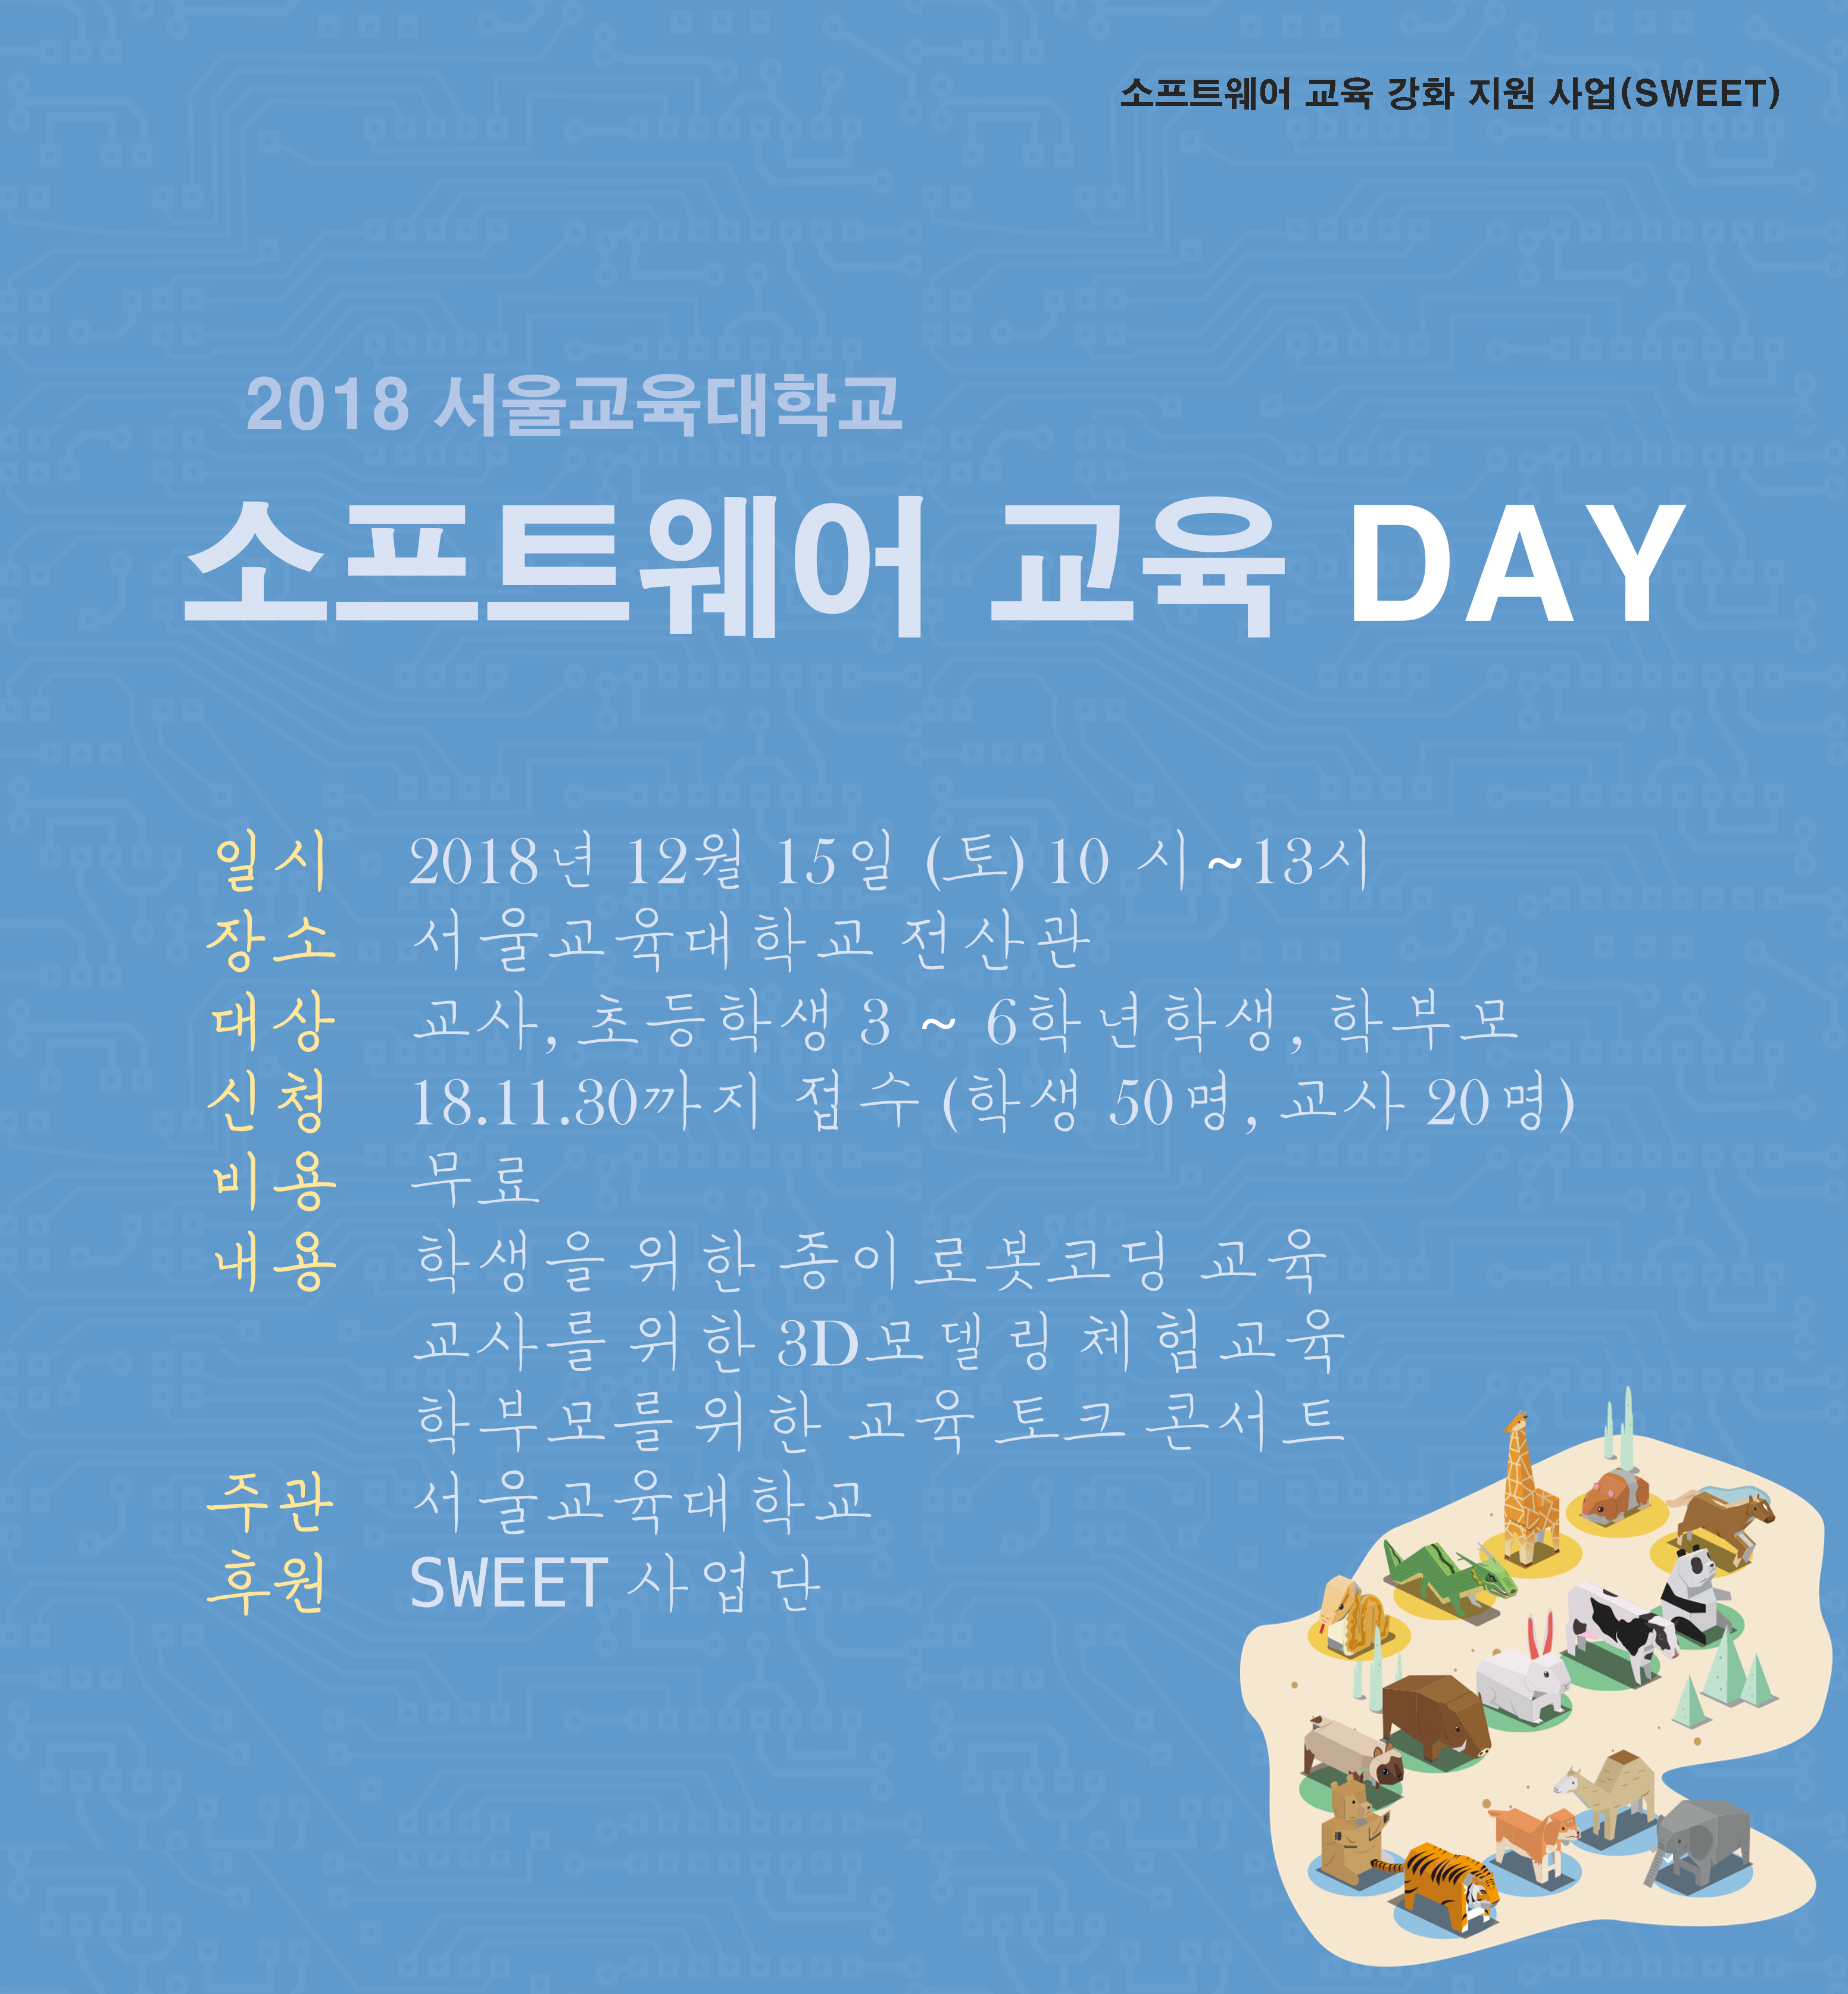 소프트웨어 교육 강화 지원 사업(SWEET)
2018 서울교육대학교
소프트웨어 교육 DAY
일시 2018년 12월 15일 (토) 10 시~13시
장소 서울교육대학교 전산관
대상 교사, 초등학생 3 ~ 6학년학생, 학부모
신청 18.11.30까지 접수 (학생 50명, 교사 20명)
비용 무료
내용 학생을 위한 종이로봇코딩 교육
교사를 위한 3D모델링 체험교육
학부모를 위한 교육 토크 콘서트
주관 서울교육대학교
후원 SWEET 사업단